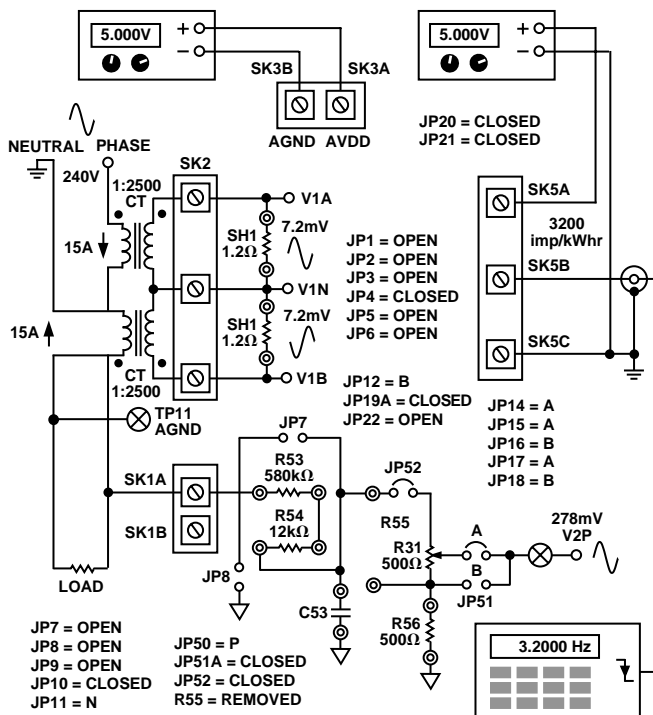 5.000V
+
−
SK3B
SK3A
AGND AVDD
5.000V
+
−
JP20 = CLOSED
JP21 = CLOSED
NEUTRAL PHASE
240V
1:2500
CT
15A
15A
CT
1:2500
SK2
V1A
SH1
1.2Ω
7.2mV
V1N
SH1
1.2Ω
7.2mV
V1B
JP1 = OPEN
JP2 = OPEN
JP3 = OPEN
JP4 = CLOSED
JP5 = OPEN
JP6 = OPEN
JP12 = B
JP19A = CLOSED
JP22 = OPEN
SK5A
3200
imp/kWhr
SK5B
SK5C
JP14 = A
JP15 = A
JP16 = B
JP17 = A
JP18 = B
TP11
AGND
SK1A
SK1B
LOAD
JP7
R53
580kΩ
R54
12kΩ
JP8
C53
JP52
R55
R31
500Ω
A
B
JP51
R56
500Ω
278mV
V2P
JP7 = OPEN
JP8 = OPEN
JP9 = OPEN
JP10 = CLOSED
JP11 = N
JP50 = P
JP51A = CLOSED
JP52 = CLOSED
R55 = REMOVED
3.2000 Hz